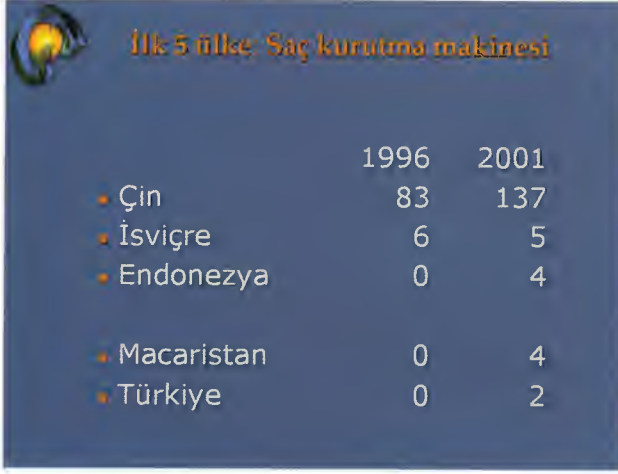 İlk 5 ülke: Saç kurutma makinesi
1996 2001
Çin 83 137
İsviçre 6 5
Endonezya 0 4
Macaristan 0 4
Türkiye 0 2